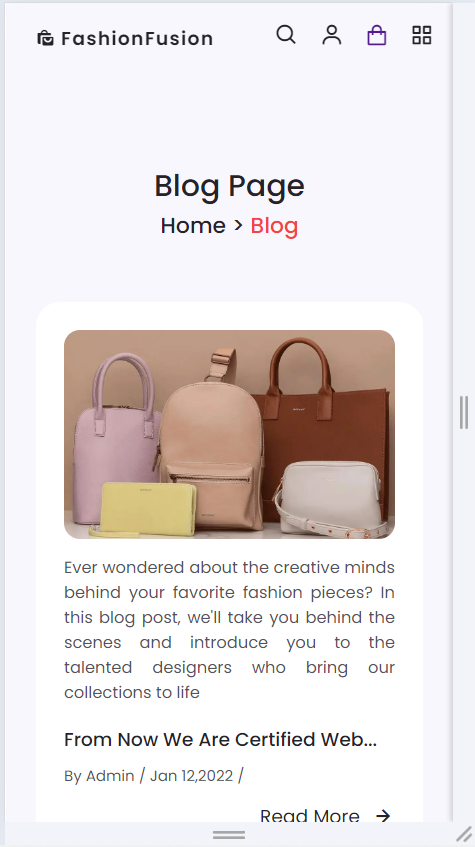 FashionFusion
Blog Page
Home > Blog
Ever wondered about the creative minds
behind your favorite fashion pieces? In
this blog post, we'll take you behind the
scenes and introduce you to the
talented designers who bring our
collections to life
From Now We Are Certified Web...
By Admin / Jan 12,2022 /
Read More